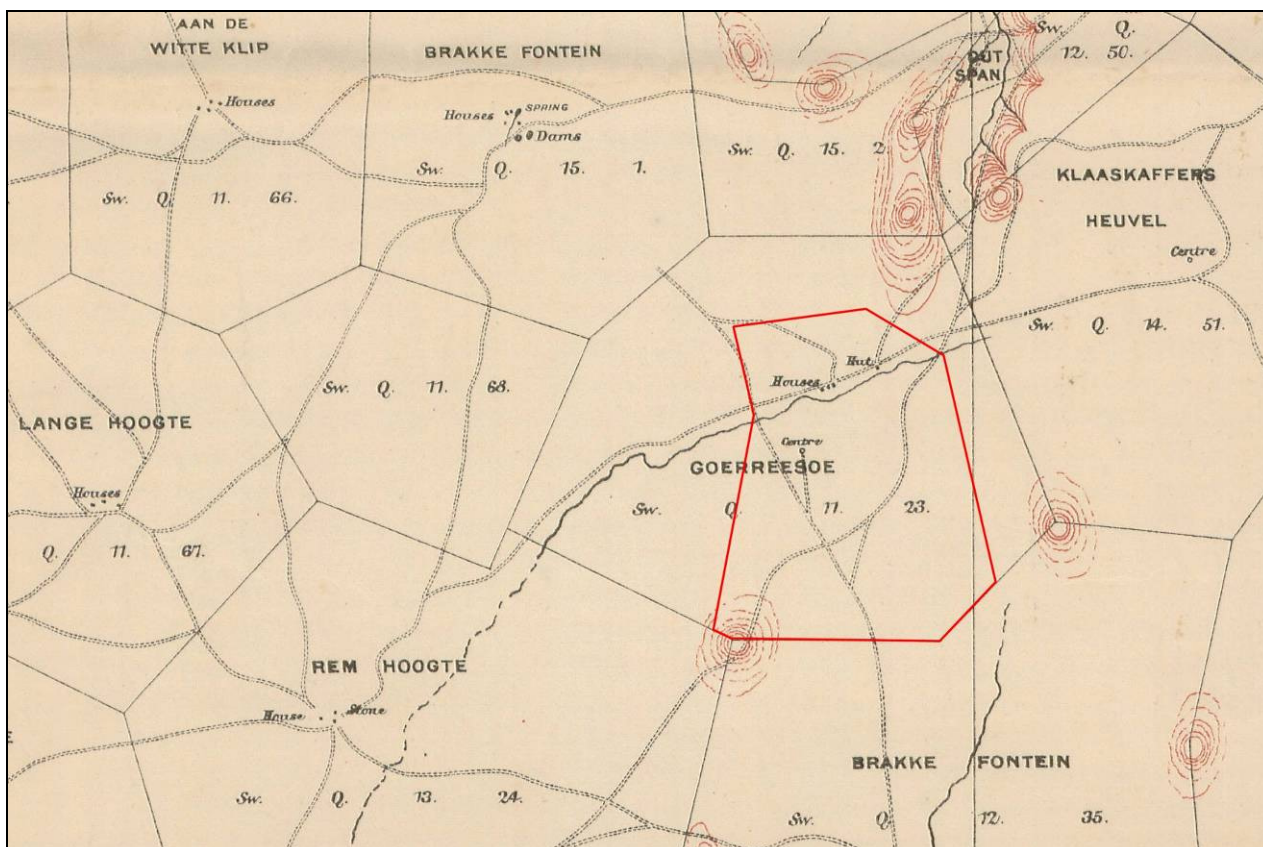 AAN DE
WITTE KLIP
BRAKKE FONTEIN
Sw. Q.
12. 50.
OUT
SPAN
Houses
Houses
SPRING
Dams
Sw. Q. 15. 1.
Sw. Q. 15. 2
KLAASKAFFERS
HEUVEL
Sw. Q. 11. 66.
Centre
Sw. Q. 14. 51.
Sw. Q. 11. 68.
Hut
Houses
LANGE HOOGTE
Centre
GOERREESOE
Houses
Sw. Q. 11. 23.
Q. 11. 67.
REM HOOGTE
House
Stone
BRAKKE FONTEIN
Sw. Q. 13. 24.
Sw. Q. 12. 35.